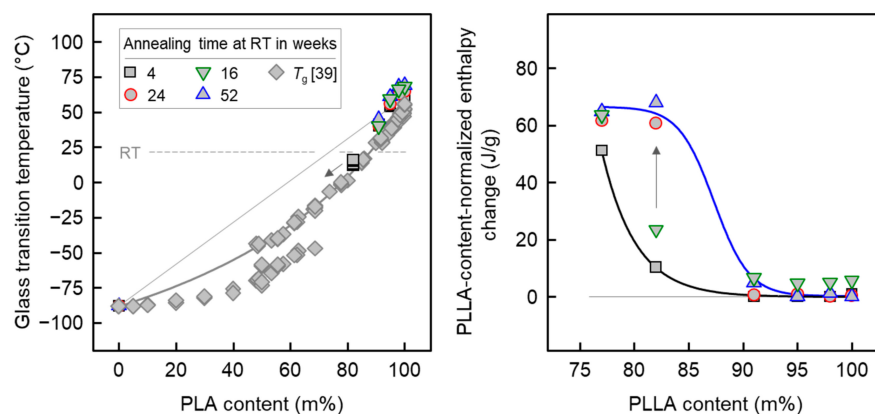 Glass transition temperature (°C)
100
75
50
25
0
−25
−50
−75
−100
Annealing time at RT in weeks
4 16 Tg [39]
24 52
RT
0 20 40 60 80 100
PLA content (m%)
PLLA-content-normalized enthalpy
change (J/g)
80
60
40
20
0
75 80 85 90 95 100
PLLA content (m%)